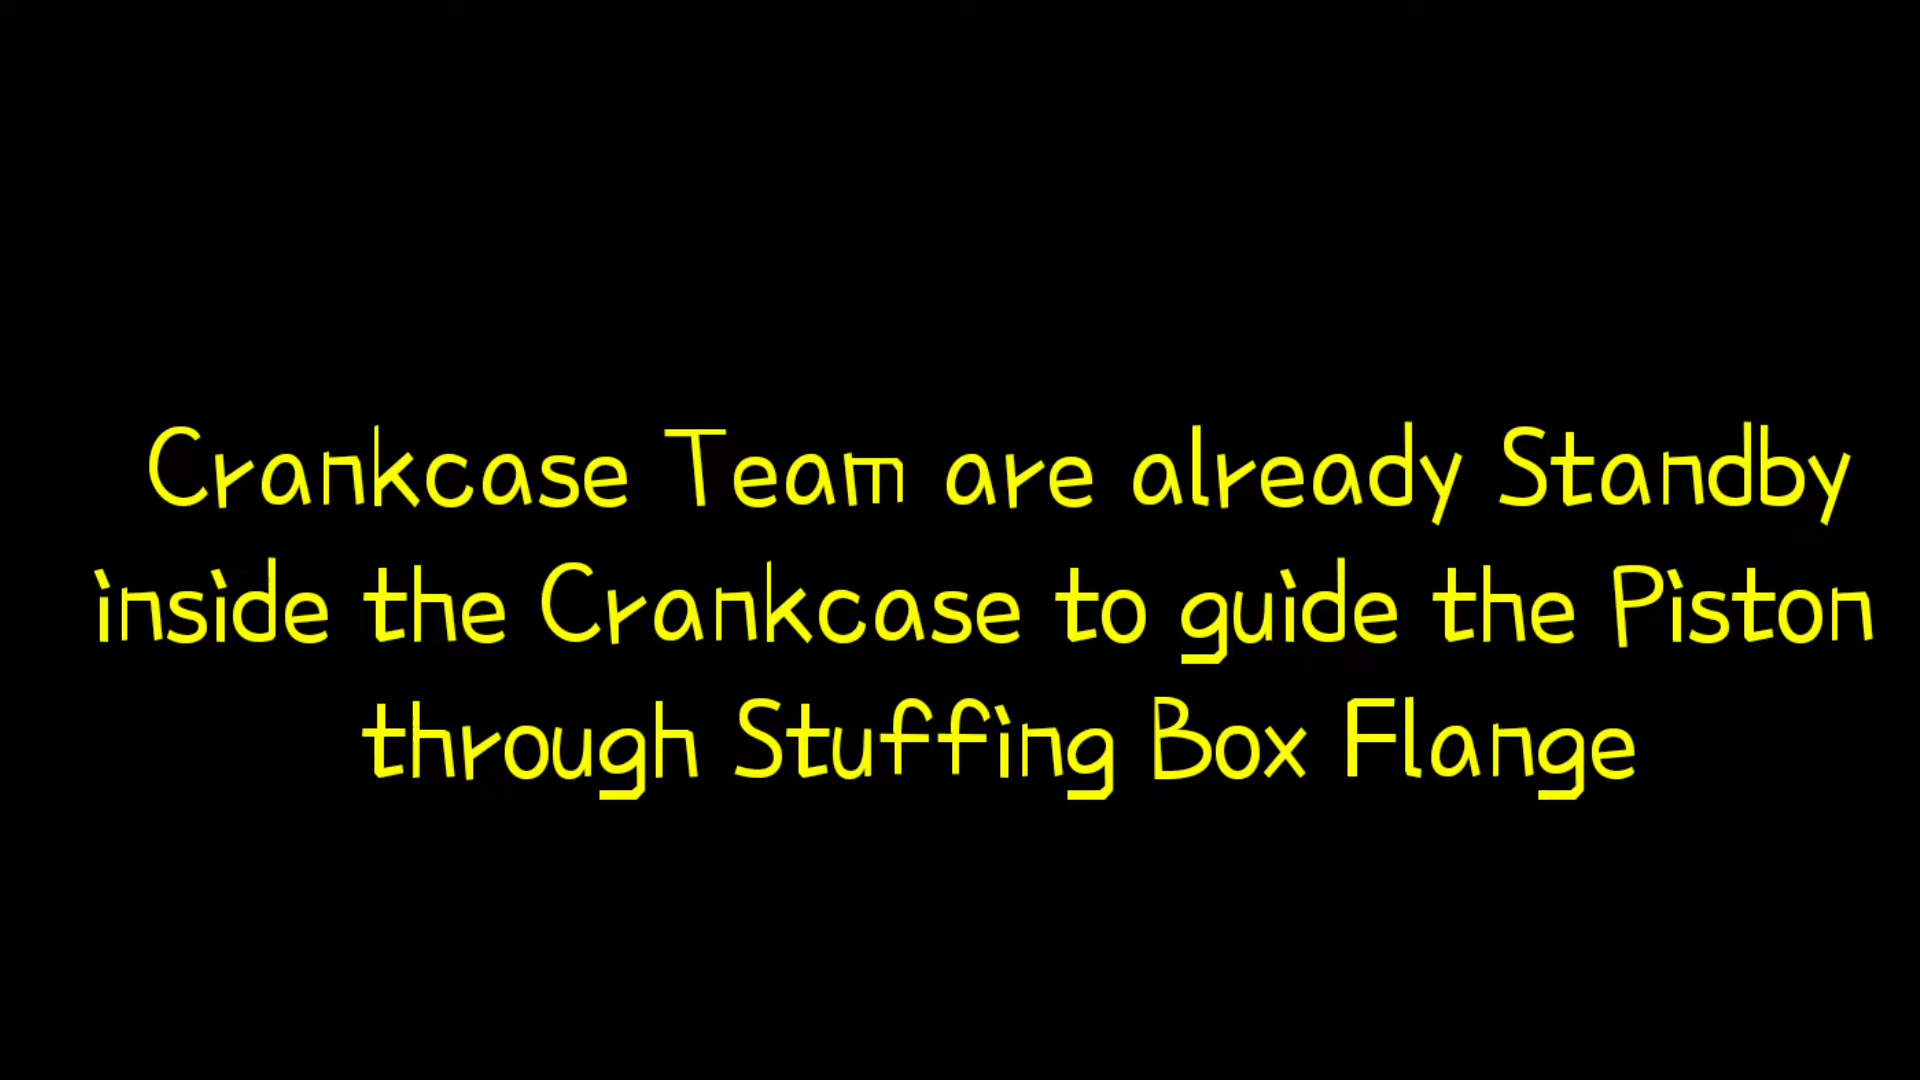 Crankcase Team are already Standby
inside the Crankcase to guide the Piston
through Stuffing Box Flange